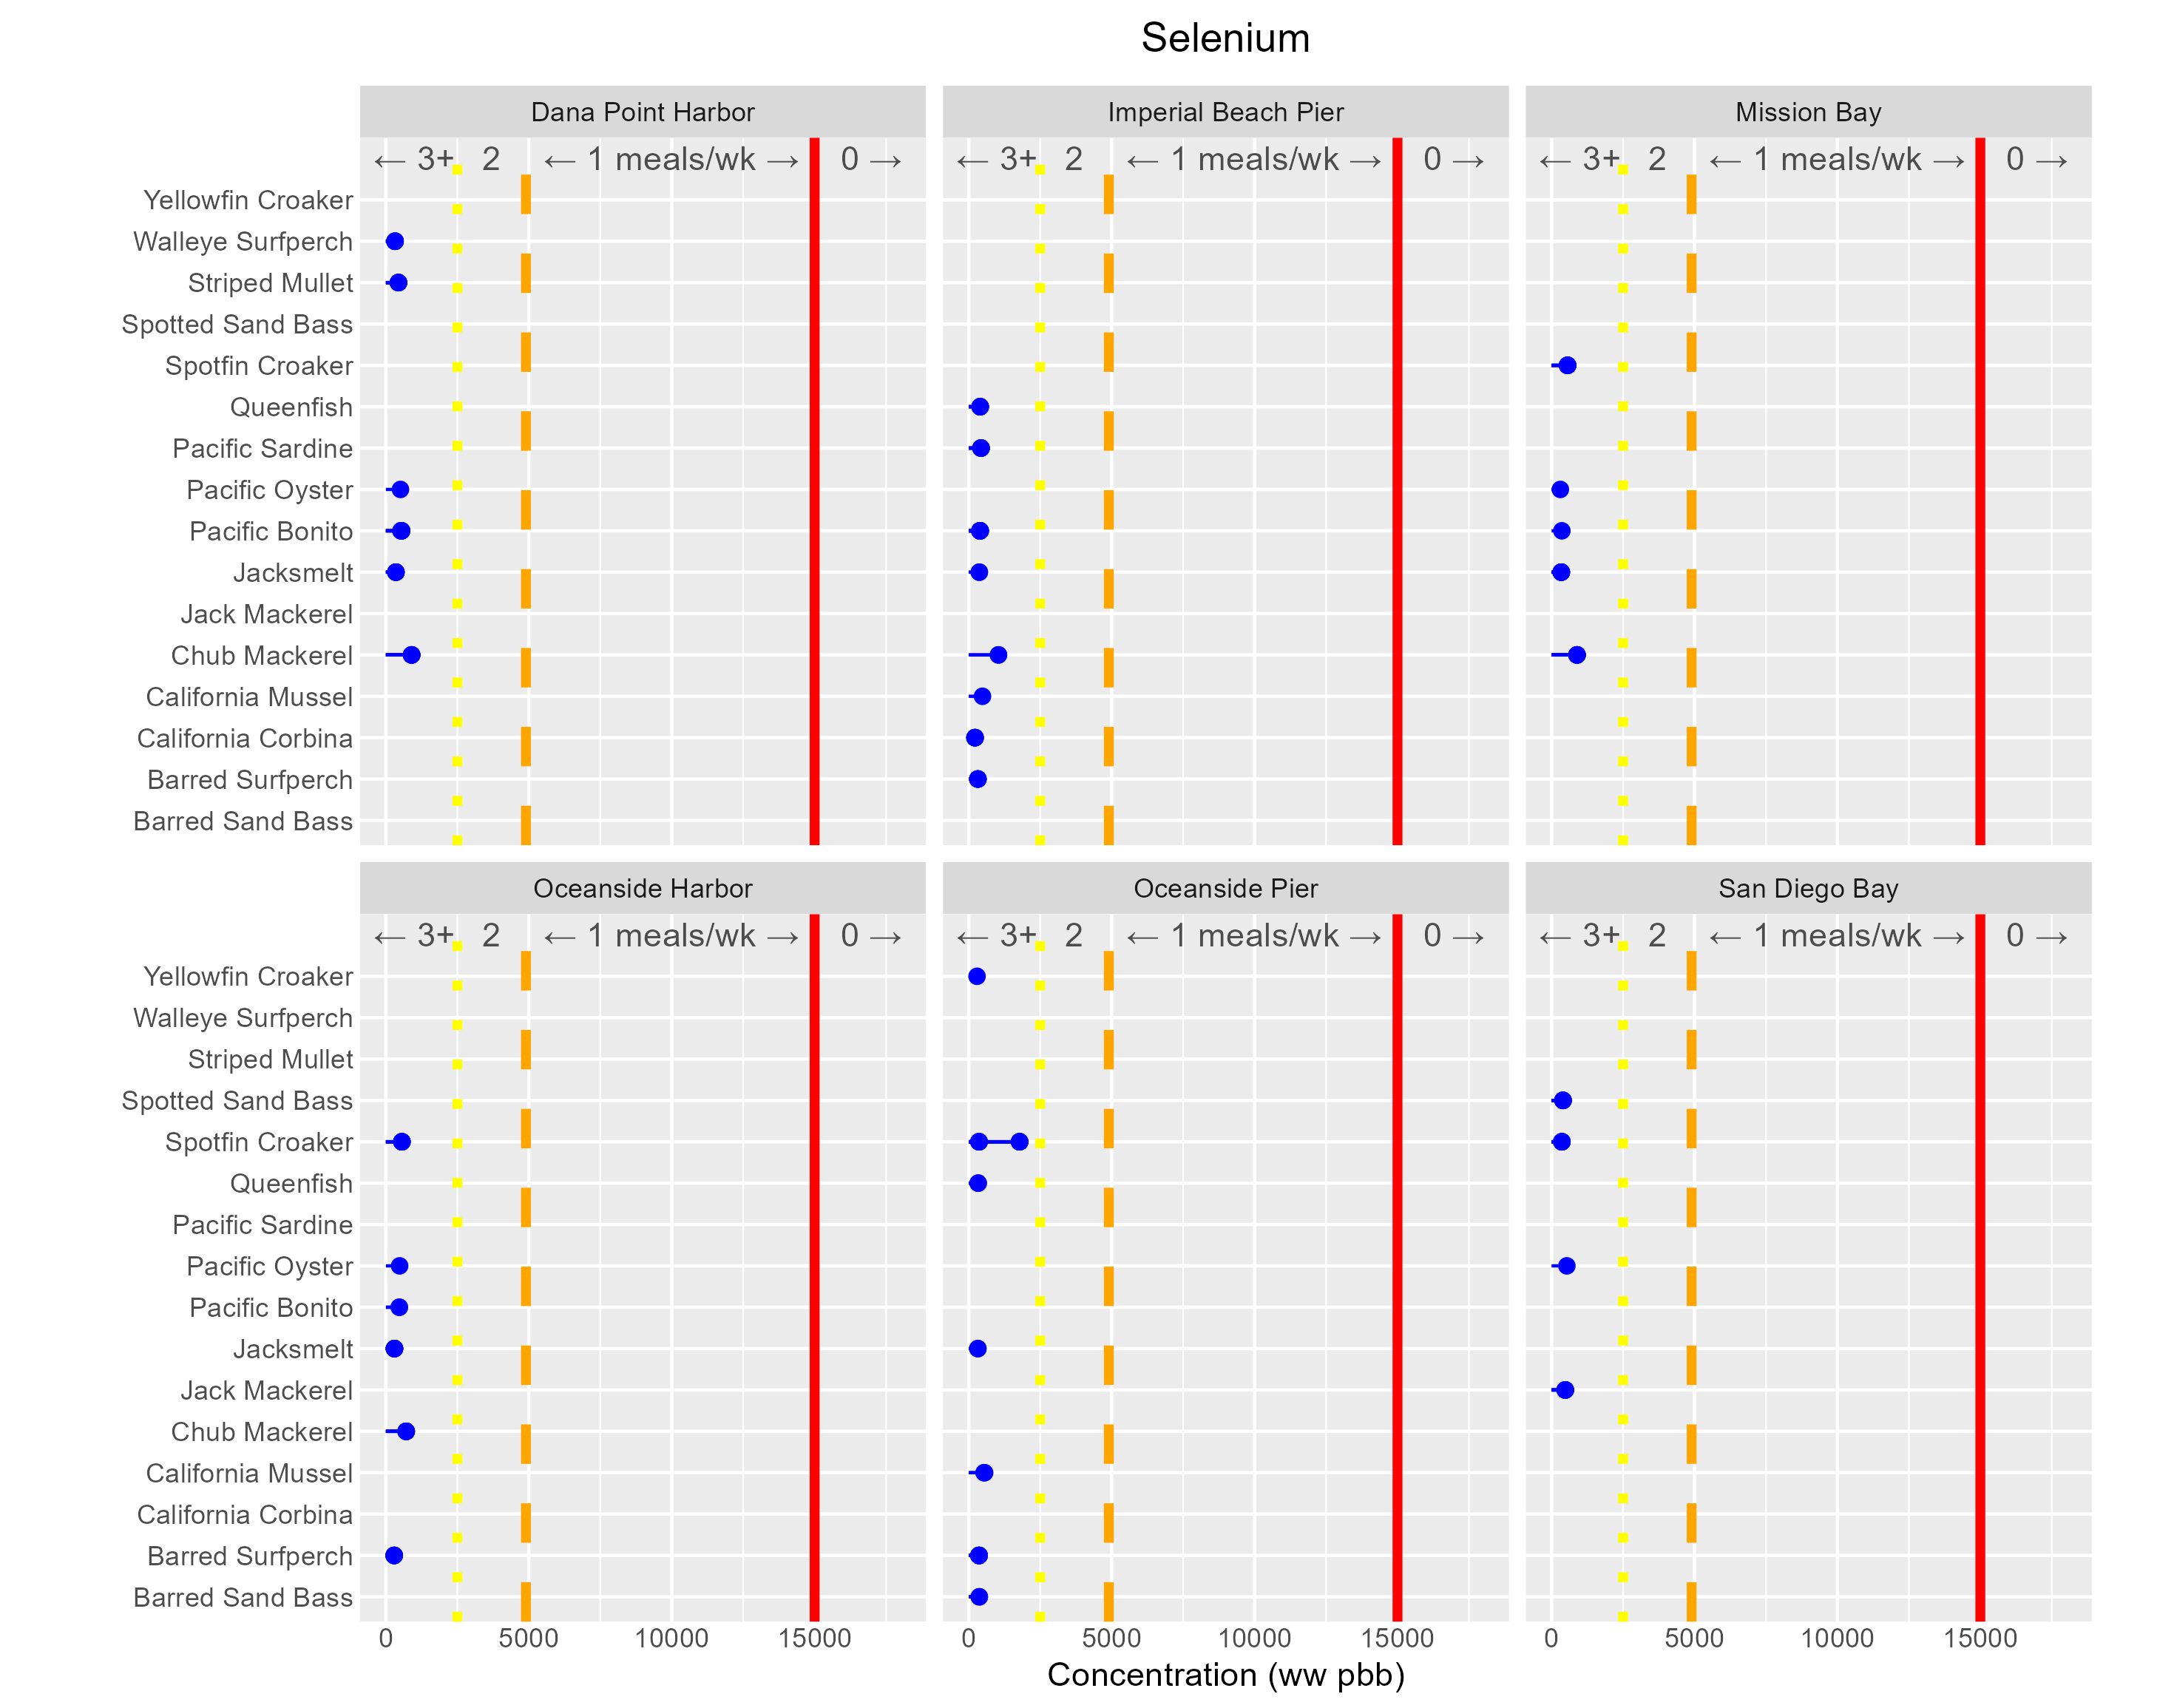 Selenium
Dana Point Harbor
Imperial Beach Pier
Mission Bay
← 3+ 2 ← 1 meals/wk → 0 →
← 3+ 2 ← 1 meals/wk → 0 →
← 3+ 2 ← 1 meals/wk → 0 →
Yellowfin Croaker
Walleye Surfperch
Striped Mullet
Spotted Sand Bass
Spotfin Croaker
Queenfish
Pacific Sardine
Pacific Oyster
Pacific Bonito
Jacksmelt
Jack Mackerel
Chub Mackerel
California Mussel
California Corbina
Barred Surfperch
Barred Sand Bass
Oceanside Harbor
Oceanside Pier
San Diego Bay
← 3+ 2 ← 1 meals/wk → 0 →
← 3+ 2 ← 1 meals/wk → 0 →
← 3+ 2 ← 1 meals/wk → 0 →
Yellowfin Croaker
Walleye Surfperch
Striped Mullet
Spotted Sand Bass
Spotfin Croaker
Queenfish
Pacific Sardine
Pacific Oyster
Pacific Bonito
Jacksmelt
Jack Mackerel
Chub Mackerel
California Mussel
California Corbina
Barred Surfperch
Barred Sand Bass
0 5000 10000 15000
0 5000 10000 15000
0 5000 10000 15000
Concentration (ww pbb)